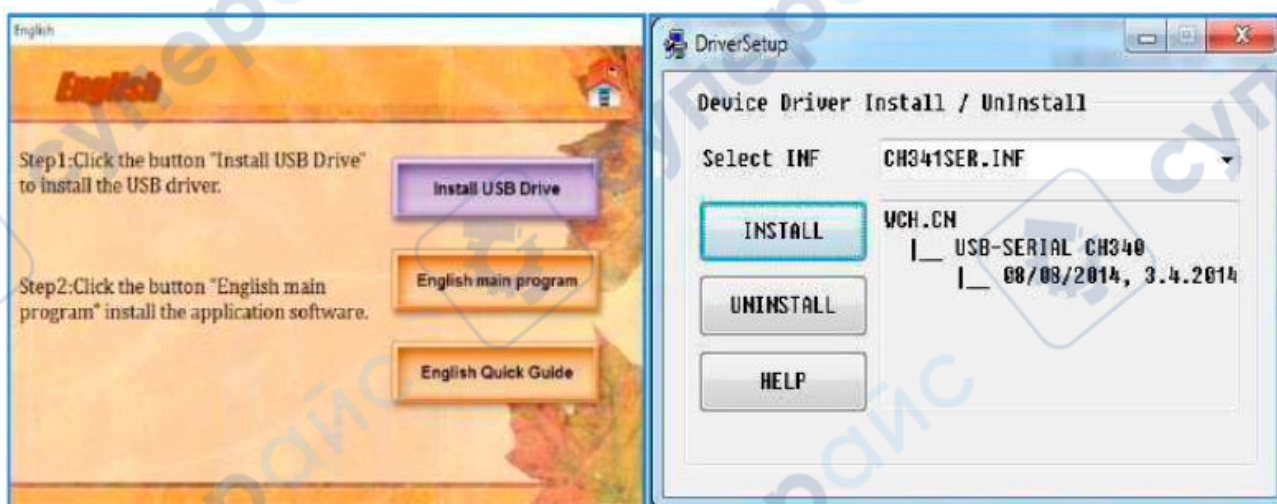 English
English
Step1:Click the button "Install USB Drive"
to install the USB driver.
Install USB Drive
Step2:Click the button "English main
program" install the application software.
English main program
English Quick Guide
DriverSetup
Device Driver Install / UnInstall
Select INF
CH341SER.INF
INSTALL
UNINSTALL
HELP
WCH.CN
|__ USB-SERIAL CH340
|__ 08/08/2014, 3.4.2014